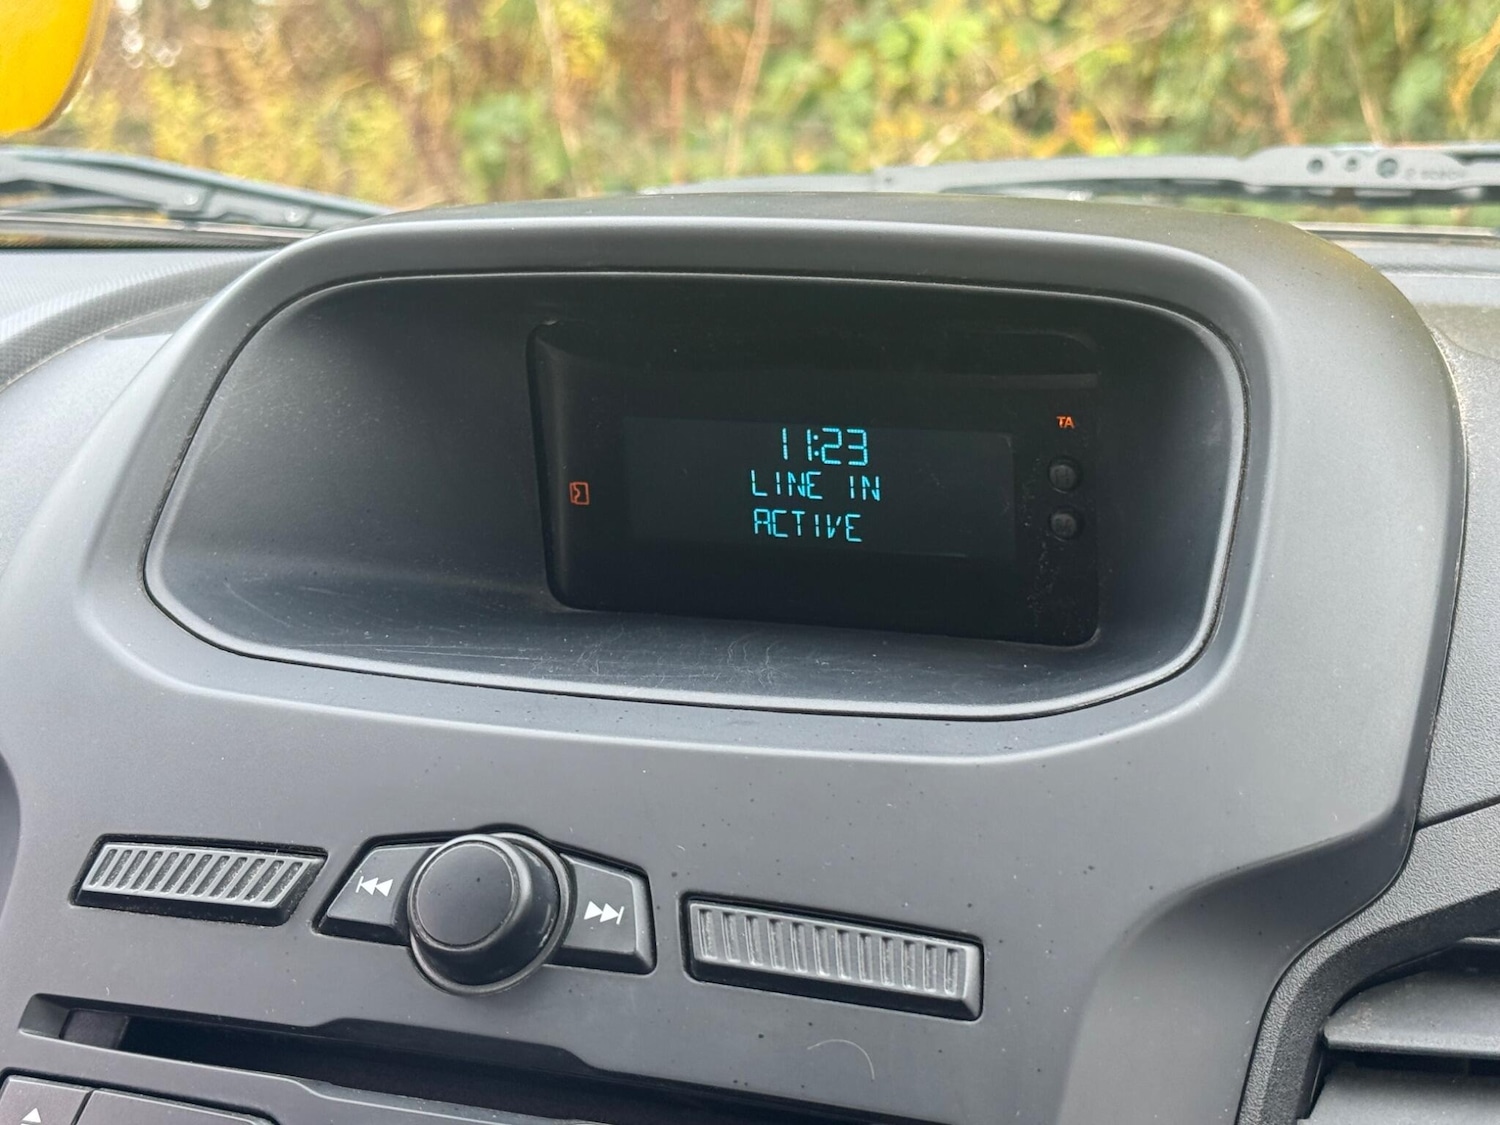 11:23
LINE IN
ACTIVE
TA